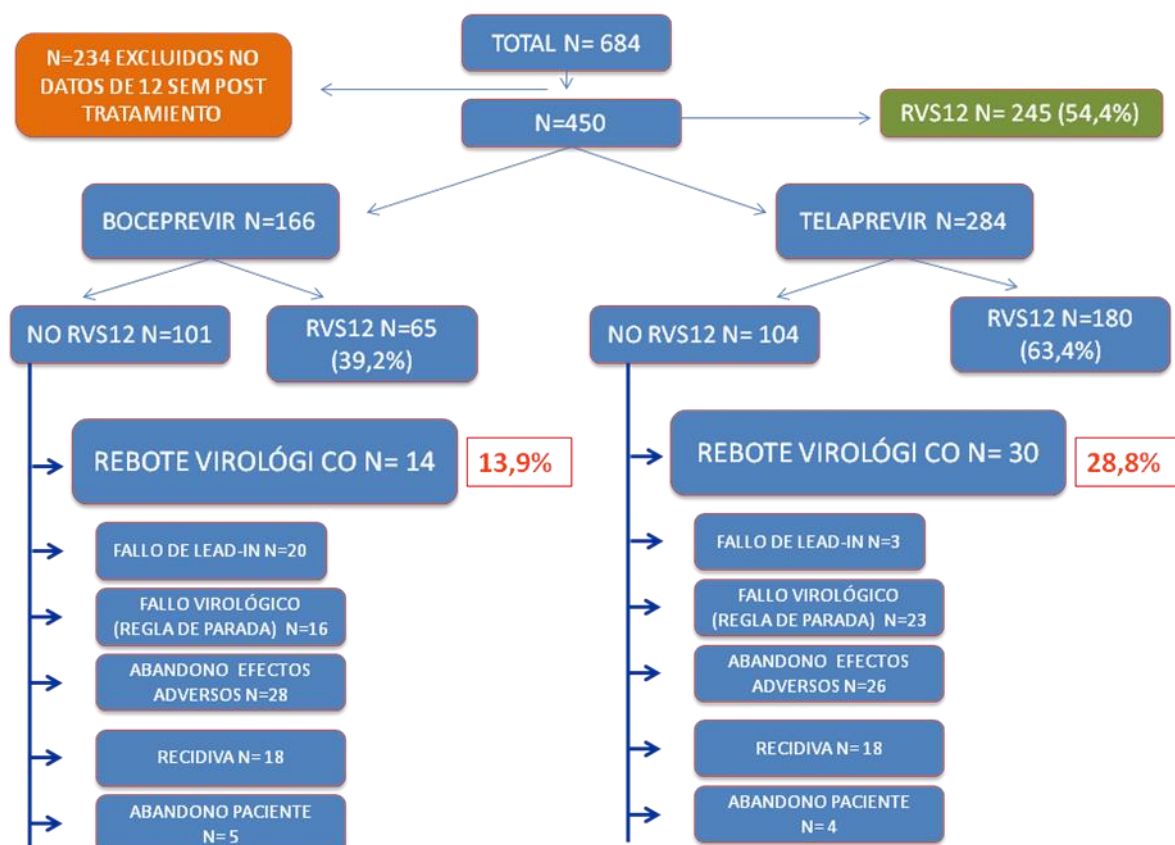 TOTAL N= 684
N=234 EXCLUIDOS NO
DATOS DE 12 SEM POST
TRATAMIENTO
N=450
RVS12 N= 245 (54,4%)
BOCEPREVIR N=166
TELAPREVIR N=284
NO RVS12 N=101
RVS12 N=65
(39,2%)
NO RVS12 N= 104
RVS12 N=180
(63,4%)
REBOTE VIROLÓGI CO N= 14
13,9%
FALLO DE LEAD-IN N=20
FALLO VIROLÓGICO
(REGLA DE PARADA) N=16
ABANDONO EFECTOS
ADVERSOS N=28
RECIDIVA N= 18
ABANDONO PACIENTE
N= 5
REBOTE VIROLÓGI CO N= 30
28,8%
FALLO DE LEAD-IN N=3
FALLO VIROLÓGICO
(REGLA DE PARADA) N=23
ABANDONO EFECTOS
ADVERSOS N=26
RECIDIVA N= 18
ABANDONO PACIENTE
N= 4